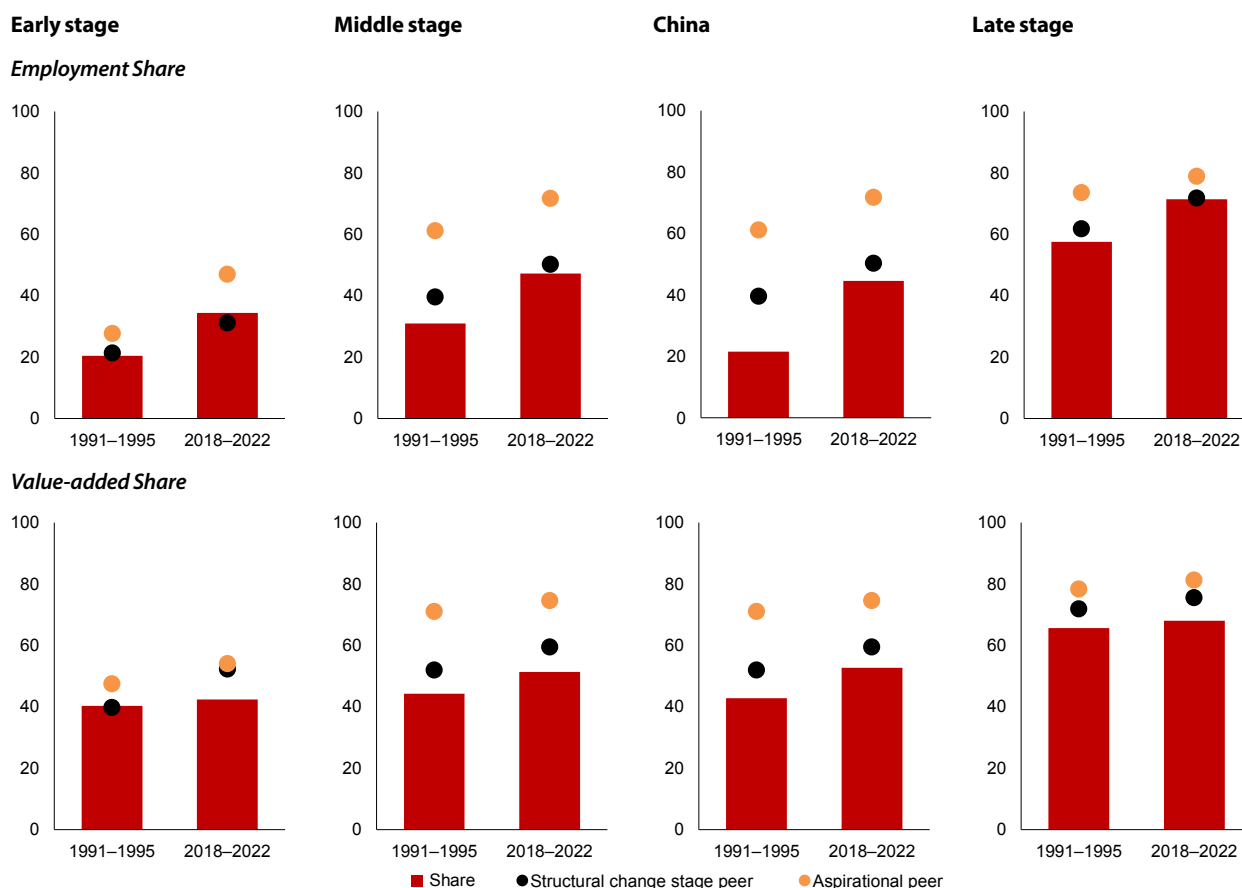 Early stage Middle stage China Late stage
Employment Share
100 100 100 100
80 80 80 80
60 60 60 60
40 40 40 40
20 20 20 20
0 0 0 0
1991–1995 2018–2022 1991–1995 2018–2022 1991–1995 2018–2022 1991–1995 2018–2022
Value-added Share
100 100 100 100
80 80 80 80
60 60 60 60
40 40 40 40
20 20 20 20
0 0 0 0
1991–1995 2018–2022 1991–1995 2018–2022 1991–1995 2018–2022 1991–1995 2018–2022
Share Structural change stage peer Aspirational peer